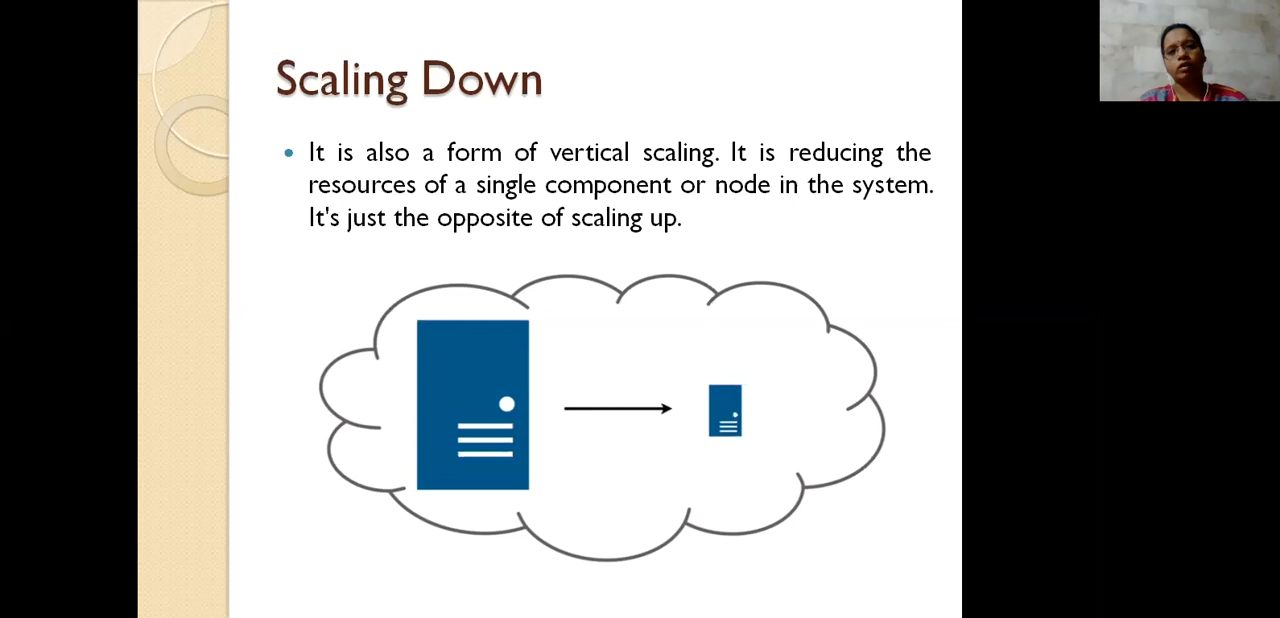 Scaling Down
• It is also a form of vertical scaling. It is reducing the
resources of a single component or node in the system.
It's just the opposite of scaling up.